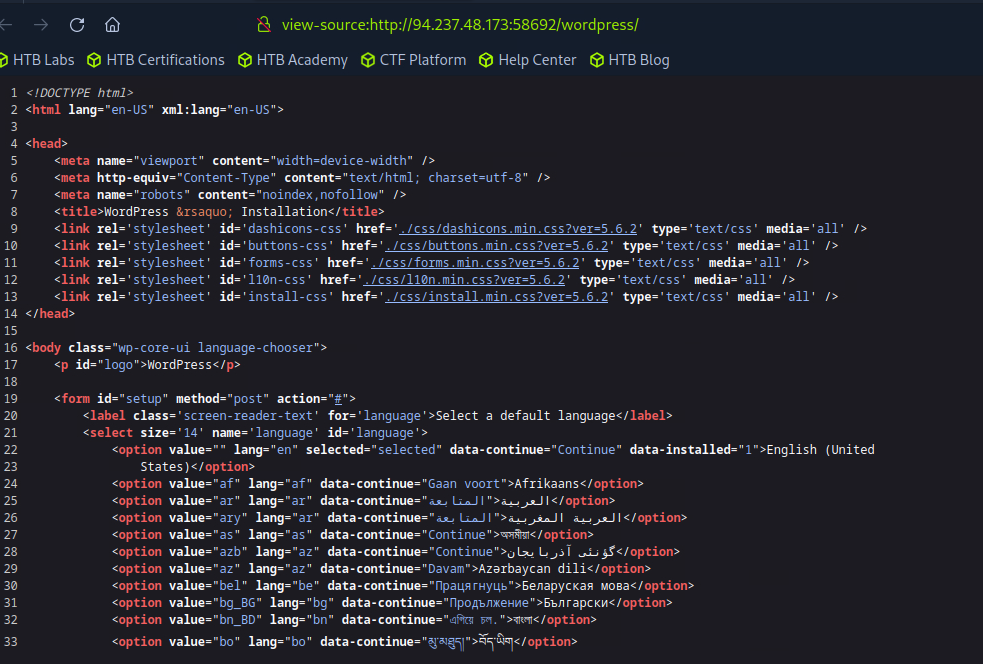 view-source:http://94.237.48.173:58692/wordpress/
HTB Labs HTB Certifications HTB Academy CTF Platform Help Center HTB Blog
1 <!DOCTYPE html>
2 <html lang="en-US" xml:lang="en-US">
3
4 <head>
5 <meta name="viewport" content="width=device-width" />
6 <meta http-equiv="Content-Type" content="text/html; charset=utf-8" />
7 <meta name="robots" content="noindex,nofollow" />
8 <title>WordPress &rsaquo; Installation</title>
9 <link rel='stylesheet' id='dashicons-css' href='./css/dashicons.min.css?ver=5.6.2' type='text/css' media='all' />
10 <link rel='stylesheet' id='buttons-css' href='./css/buttons.min.css?ver=5.6.2' type='text/css' media='all' />
11 <link rel='stylesheet' id='forms-css' href='./css/forms.min.css?ver=5.6.2' type='text/css' media='all' />
12 <link rel='stylesheet' id='l10n-css' href='./css/l10n.min.css?ver=5.6.2' type='text/css' media='all' />
13 <link rel='stylesheet' id='install-css' href='./css/install.min.css?ver=5.6.2' type='text/css' media='all' />
14 </head>
15
16 <body class="wp-core-ui language-chooser">
17 <p id="logo">WordPress</p>
18
19 <form id="setup" method="post" action="#">
20 <label class='screen-reader-text' for='language'>Select a default language</label>
21 <select size='14' name='language' id='language'>
22 <option value="" lang="en" selected="selected" data-continue="Continue" data-installed="1">English (United
23 States)</option>
24 <option value="af" lang="af" data-continue="Gaan voort">Afrikaans</option>
25 <option value="ar" lang="ar" data-continue="المتابعة">العربية</option>
26 <option value="ary" lang="ar" data-continue="المتابعة">العربية المغربية</option>
27 <option value="as" lang="as" data-continue="Continue">অসমীয়া</option>
28 <option value="azb" lang="az" data-continue="Continue">گؤنئی آذربایجان</option>
29 <option value="az" lang="az" data-continue="Davam">Azərbaycan dili</option>
30 <option value="bel" lang="be" data-continue="Працягнуць">Беларуская мова</option>
31 <option value="bg_BG" lang="bg" data-continue="Продължение">Български</option>
32 <option value="bn_BD" lang="bn" data-continue="এগিয়ে চল.">বাংলা</option>
33 <option value="bo" lang="bo" data-continue="མུ་མཐུད།">བོད་ཡིག</option>